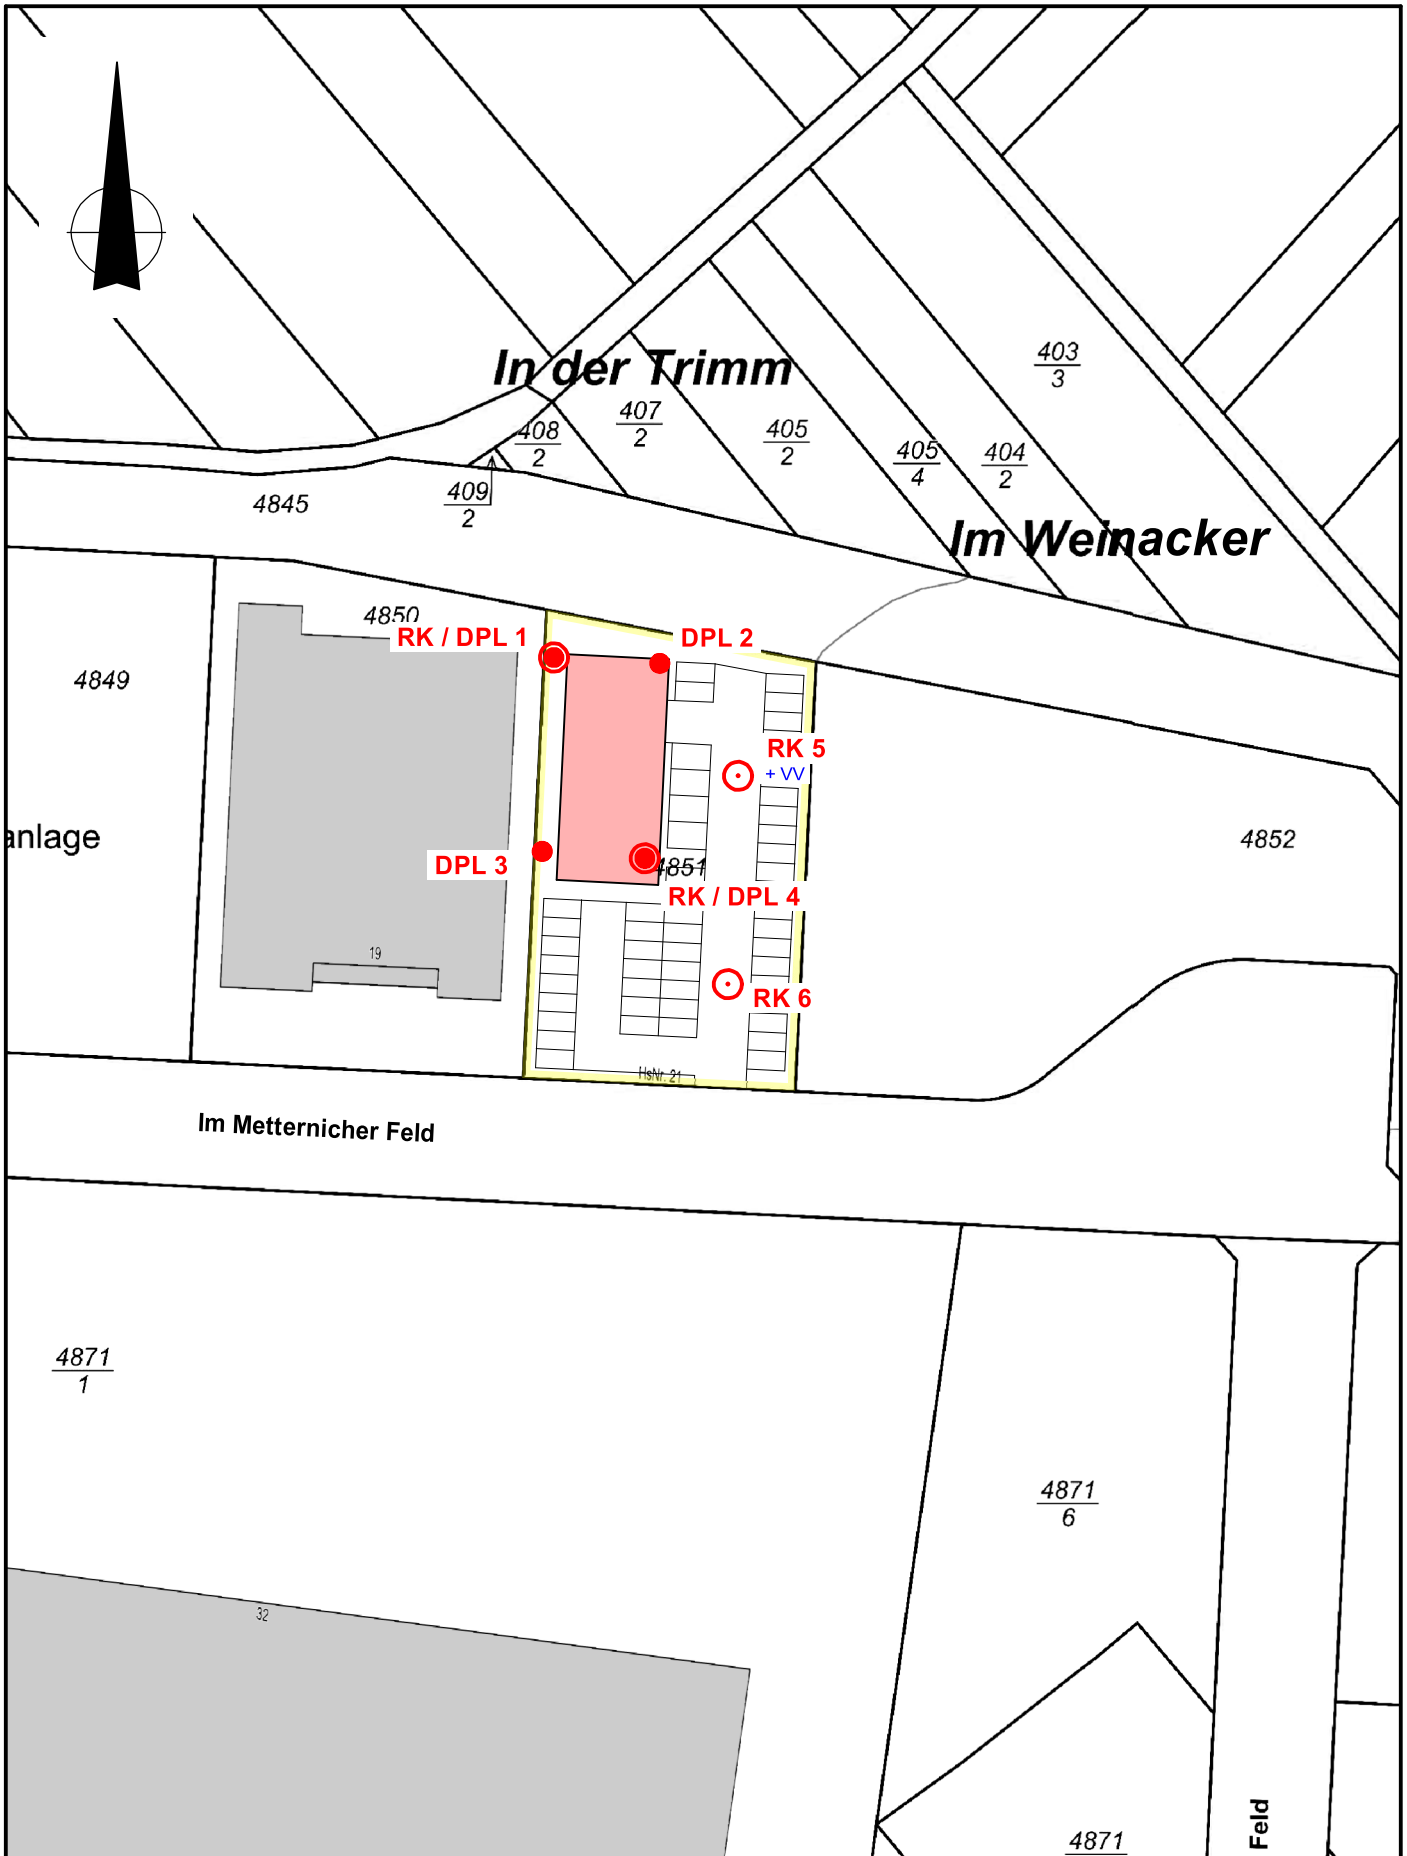 In der Trimm
403
3
407
2
408
2
405
2
405
4
404
2
409
2
4845
Im Weinacker
4850
RK / DPL 1
DPL 2
4849
RK 5
+ VV
anlage
4852
DPL 3
4851
RK / DPL 4
19
RK 6
HsNr. 21
Im Metternicher Feld
4871
1
4871
6
32
Feld
4871